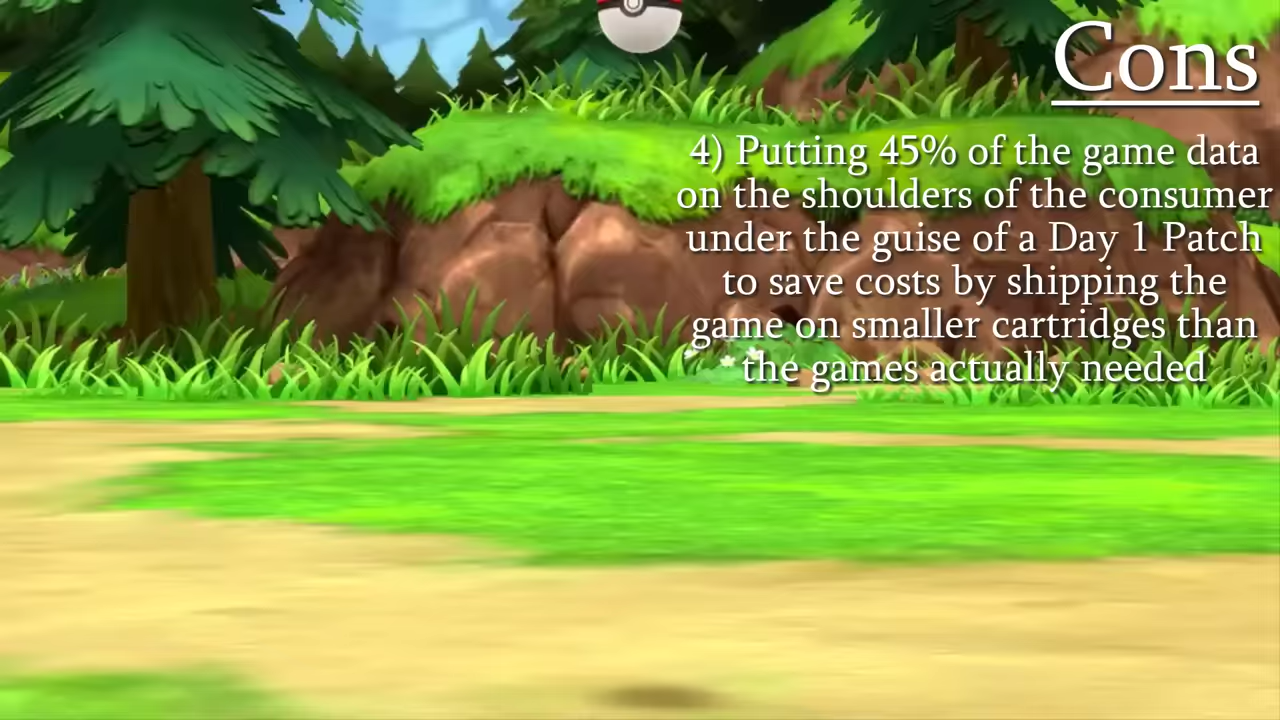 Cons
4) Putting 45% of the game data
on the shoulders of the consumer
under the guise of a Day 1 Patch
to save costs by shipping the
game on smaller cartridges than
the games actually needed